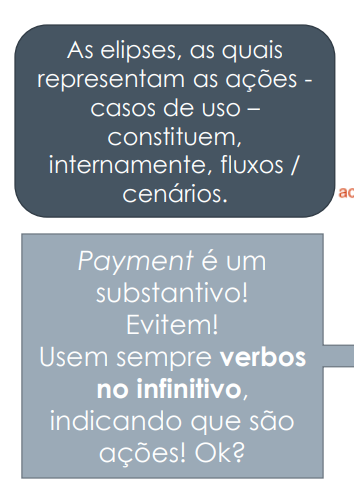 As elipses, as quais
representam as ações -
casos de uso –
constituem,
internamente, fluxos /
cenários.
ac
Payment é um
substantivo!
Evitem!
Usem sempre verbos
no infinitivo,
indicando que são
ações! Ok?